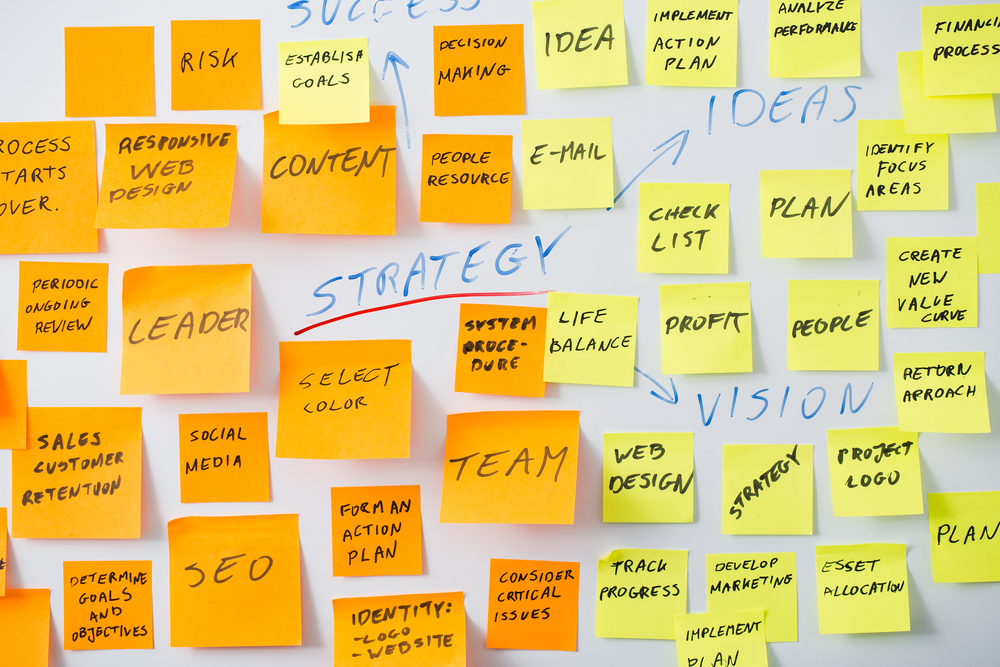 SUCCESS
RISK
ESTABLISH
GOALS
DECISION
MAKING
IDEA
IMPLEMENT
ACTION
PLAN
ANALYZE
PERFORMANCE
FINANCI
PROCESS
IDEAS
ROCESS
TARTS
OVER.
RESPONSIVE
WEB
DESIGN
CONTENT
PEOPLE
RESOURCE
E-MAIL
IDENTIFY
FOCUS
AREAS
CHECK
LIST
PLAN
STRATEGY
PERIODIC
ONGOING
REVIEW
LEADER
SYSTEM
PROCE-
DURE
LIFE
BALANCE
PROFIT
PEOPLE
CREATE
NEW
VALUE
CURVE
SELECT
COLOR
VISION
RETORN
APROACH
SALES
CUSTOMER
RETENTION
SOCIAL
MEDIA
TEAM
WEB
DESIGN
STRATEGY
PROJECT
LOGO
FORM AN
ACTION
PLAN
PLAN
SEO
DETERMINE
GOALS
AND
OBJECTIVES
CONSIDER
CRITICAL
ISSUES
TRACK
PROGRESS
DEVELOP
MARKETING
ESSET
ALLOCATION
IDENTITY:
-LOGO
-WEBSITE
IMPLEMENT
PLAN